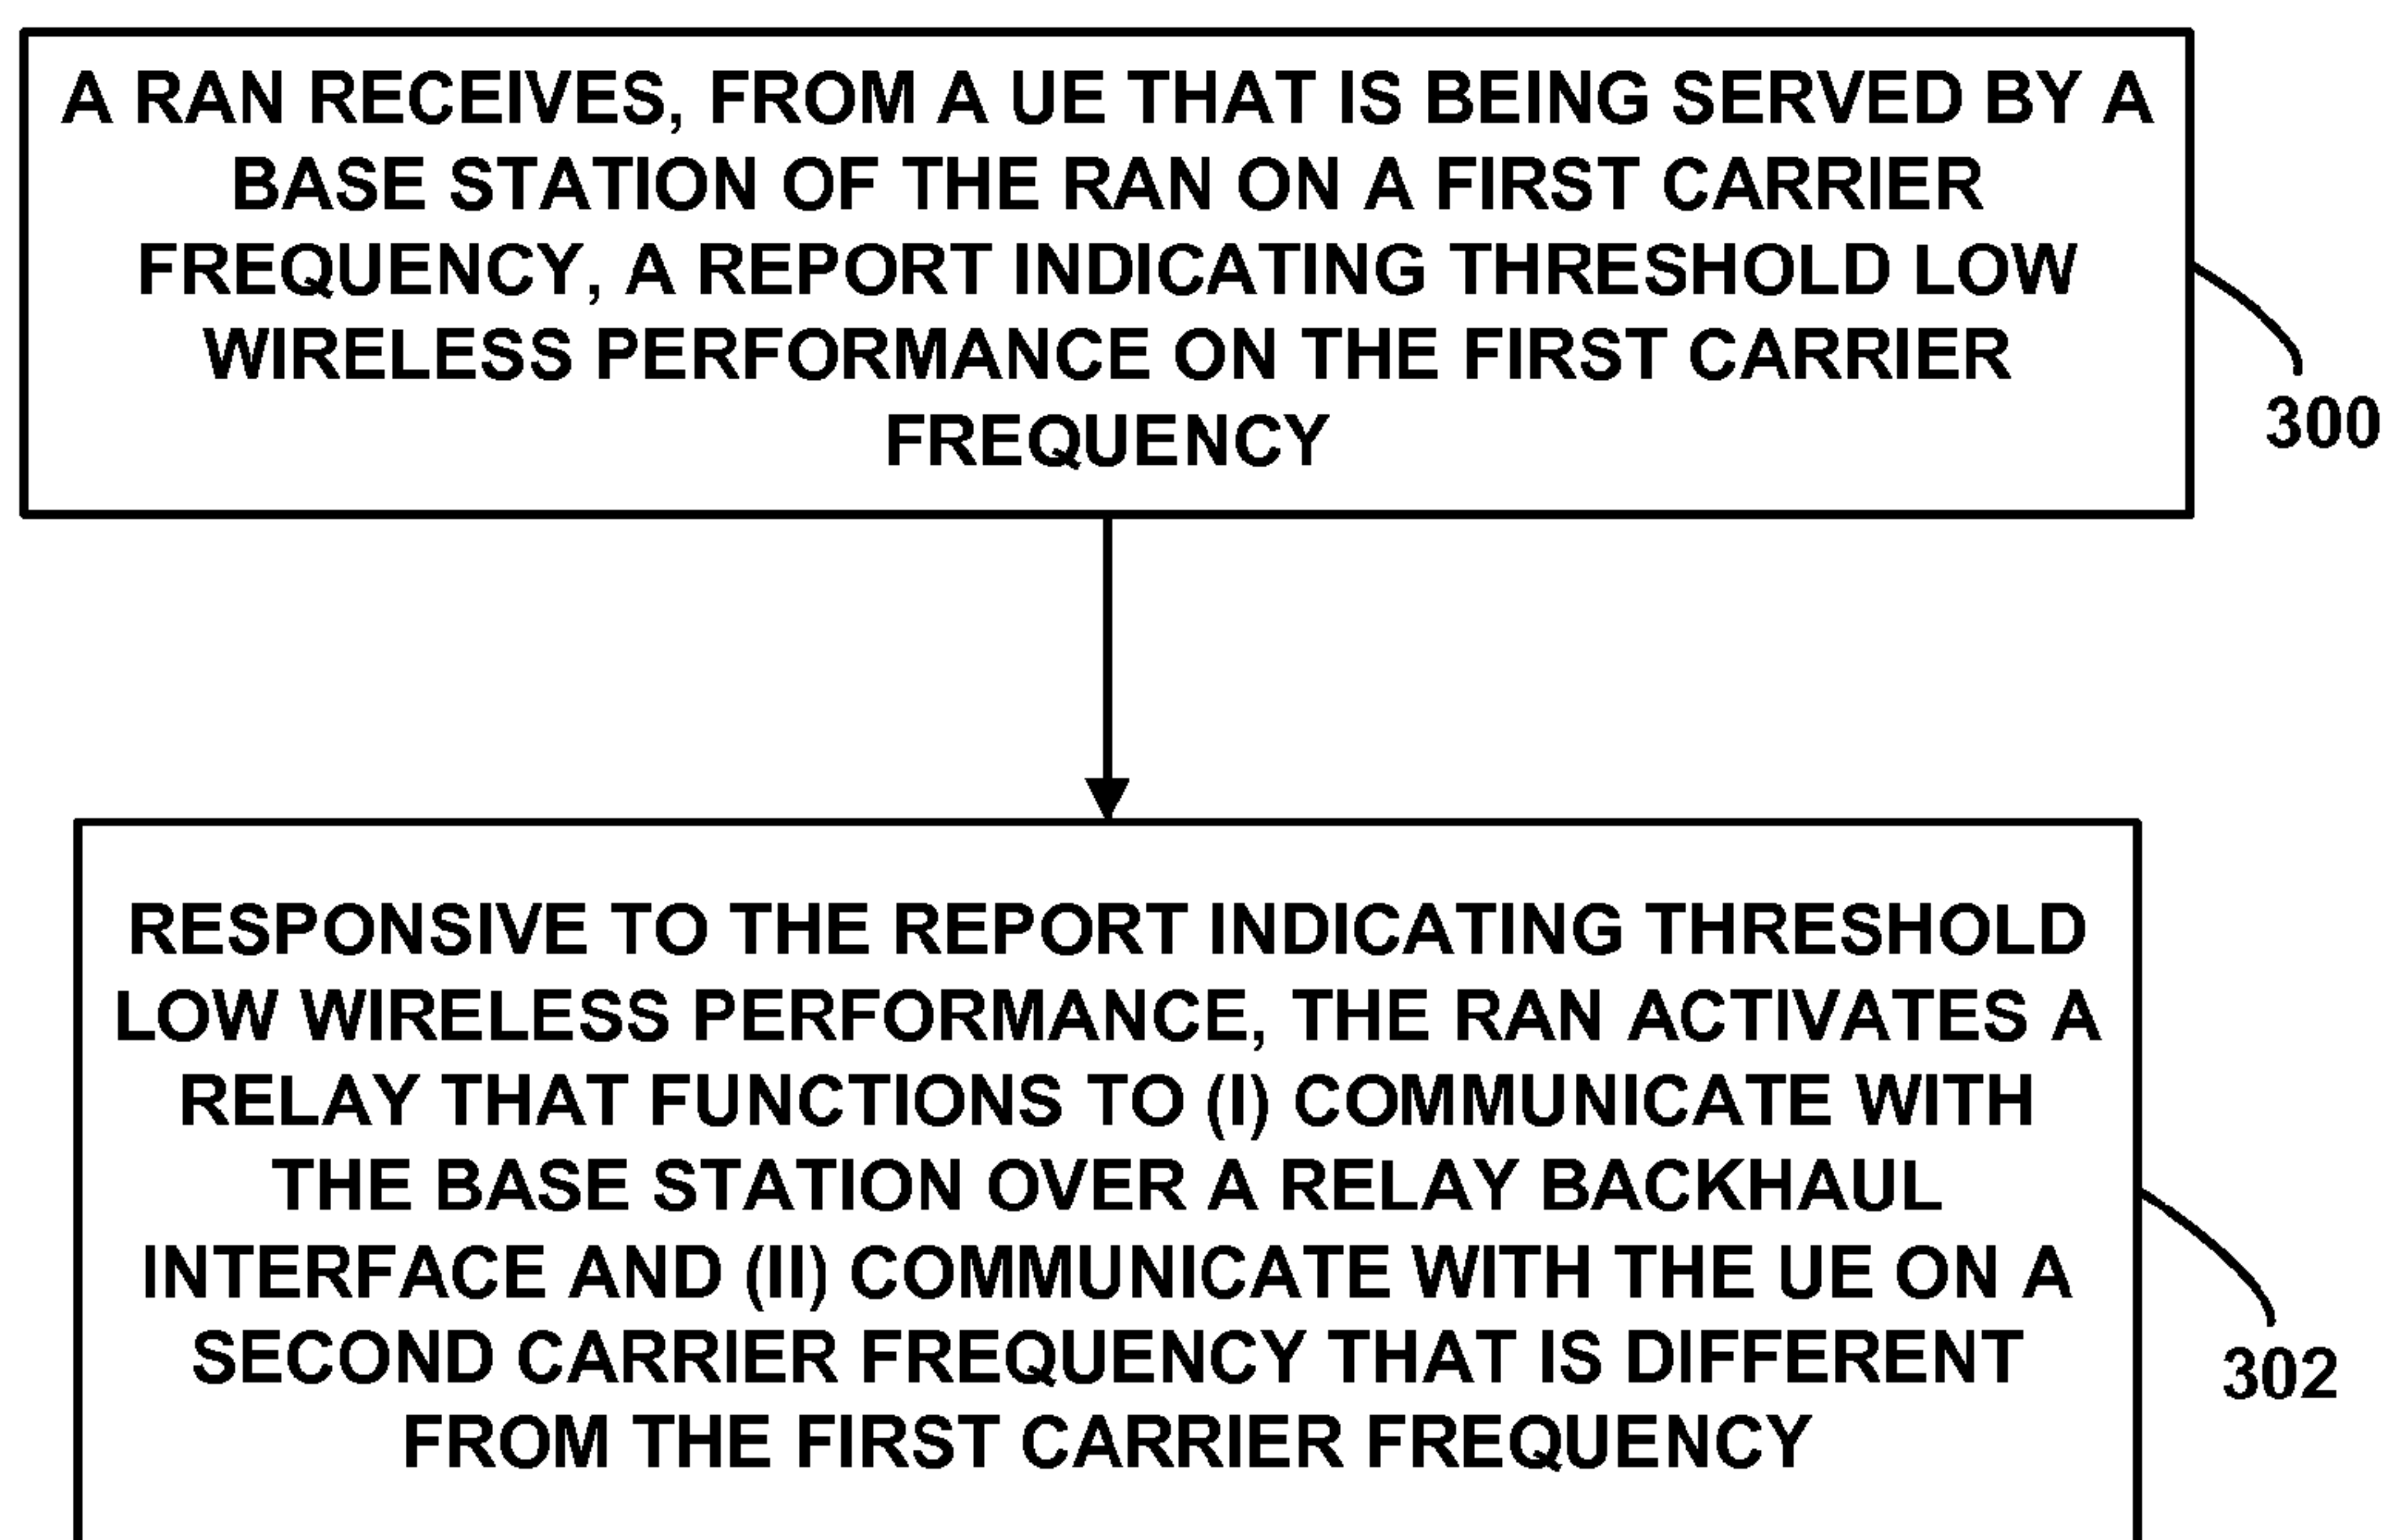 A RAN RECEIVES, FROM A UE THAT IS BEING SERVED BY A
BASE STATION OF THE RAN ON A FIRST CARRIER
FREQUENCY, A REPORT INDICATING THRESHOLD LOW
WIRELESS PERFORMANCE ON THE FIRST CARRIER
FREQUENCY
300
RESPONSIVE TO THE REPORT INDICATING THRESHOLD
LOW WIRELESS PERFORMANCE, THE RAN ACTIVATES A
RELAY THAT FUNCTIONS TO (I) COMMUNICATE WITH
THE BASE STATION OVER A RELAY BACKHAUL
INTERFACE AND (II) COMMUNICATE WITH THE UE ON A
SECOND CARRIER FREQUENCY THAT IS DIFFERENT
FROM THE FIRST CARRIER FREQUENCY
302